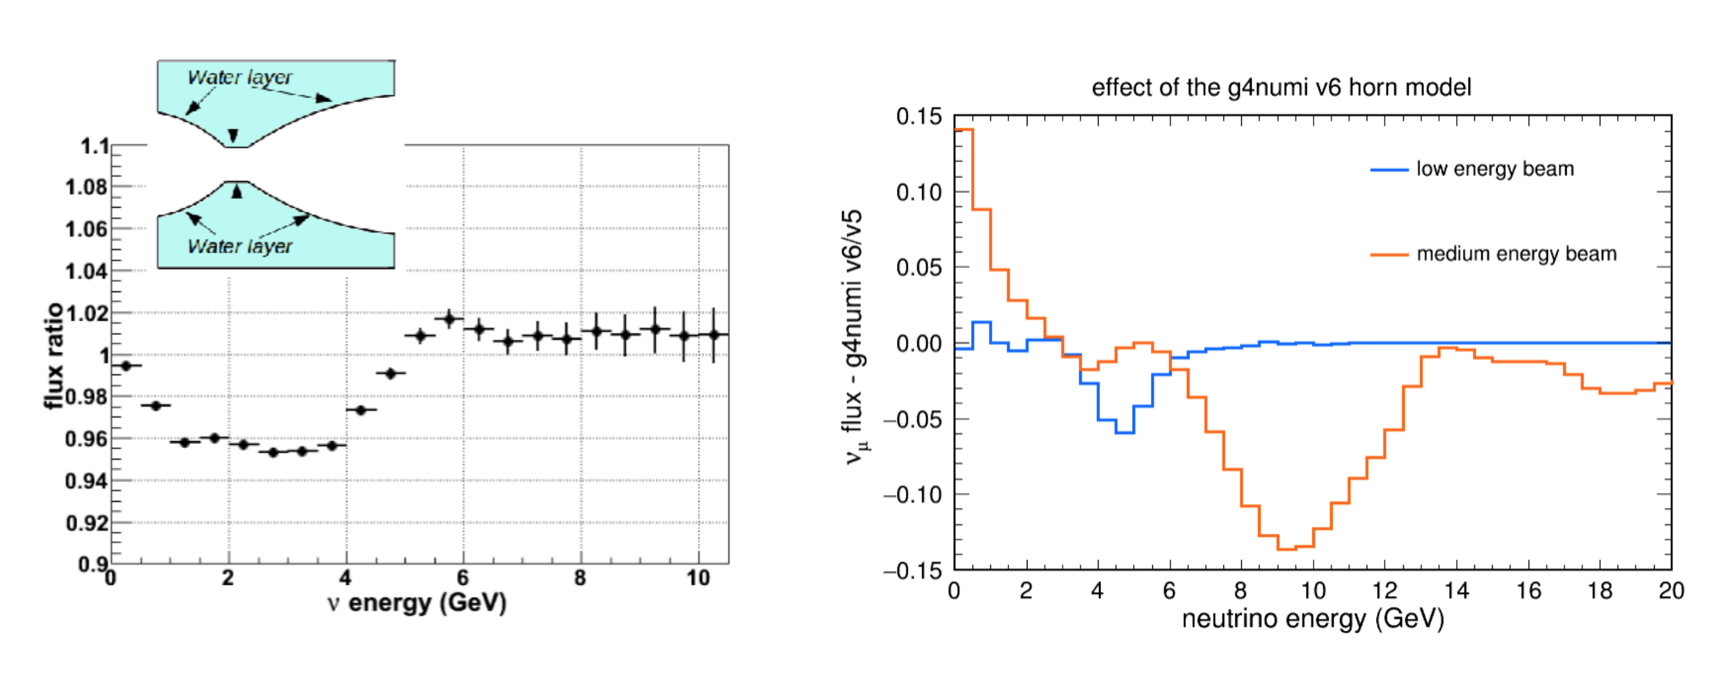 Water layer
Water layer
1.1
1.08
1.06
1.04
1.02
1
0.98
0.96
0.94
0.92
0.9
flux ratio
0 2 4 6 8 10
ν energy (GeV)
effect of the g4numi v6 horn model
low energy beam
medium energy beam
0.15
0.10
0.05
0.00
−0.05
−0.10
−0.15
νμ flux - g4numi v6/v5
0 2 4 6 8 10 12 14 16 18 20
neutrino energy (GeV)